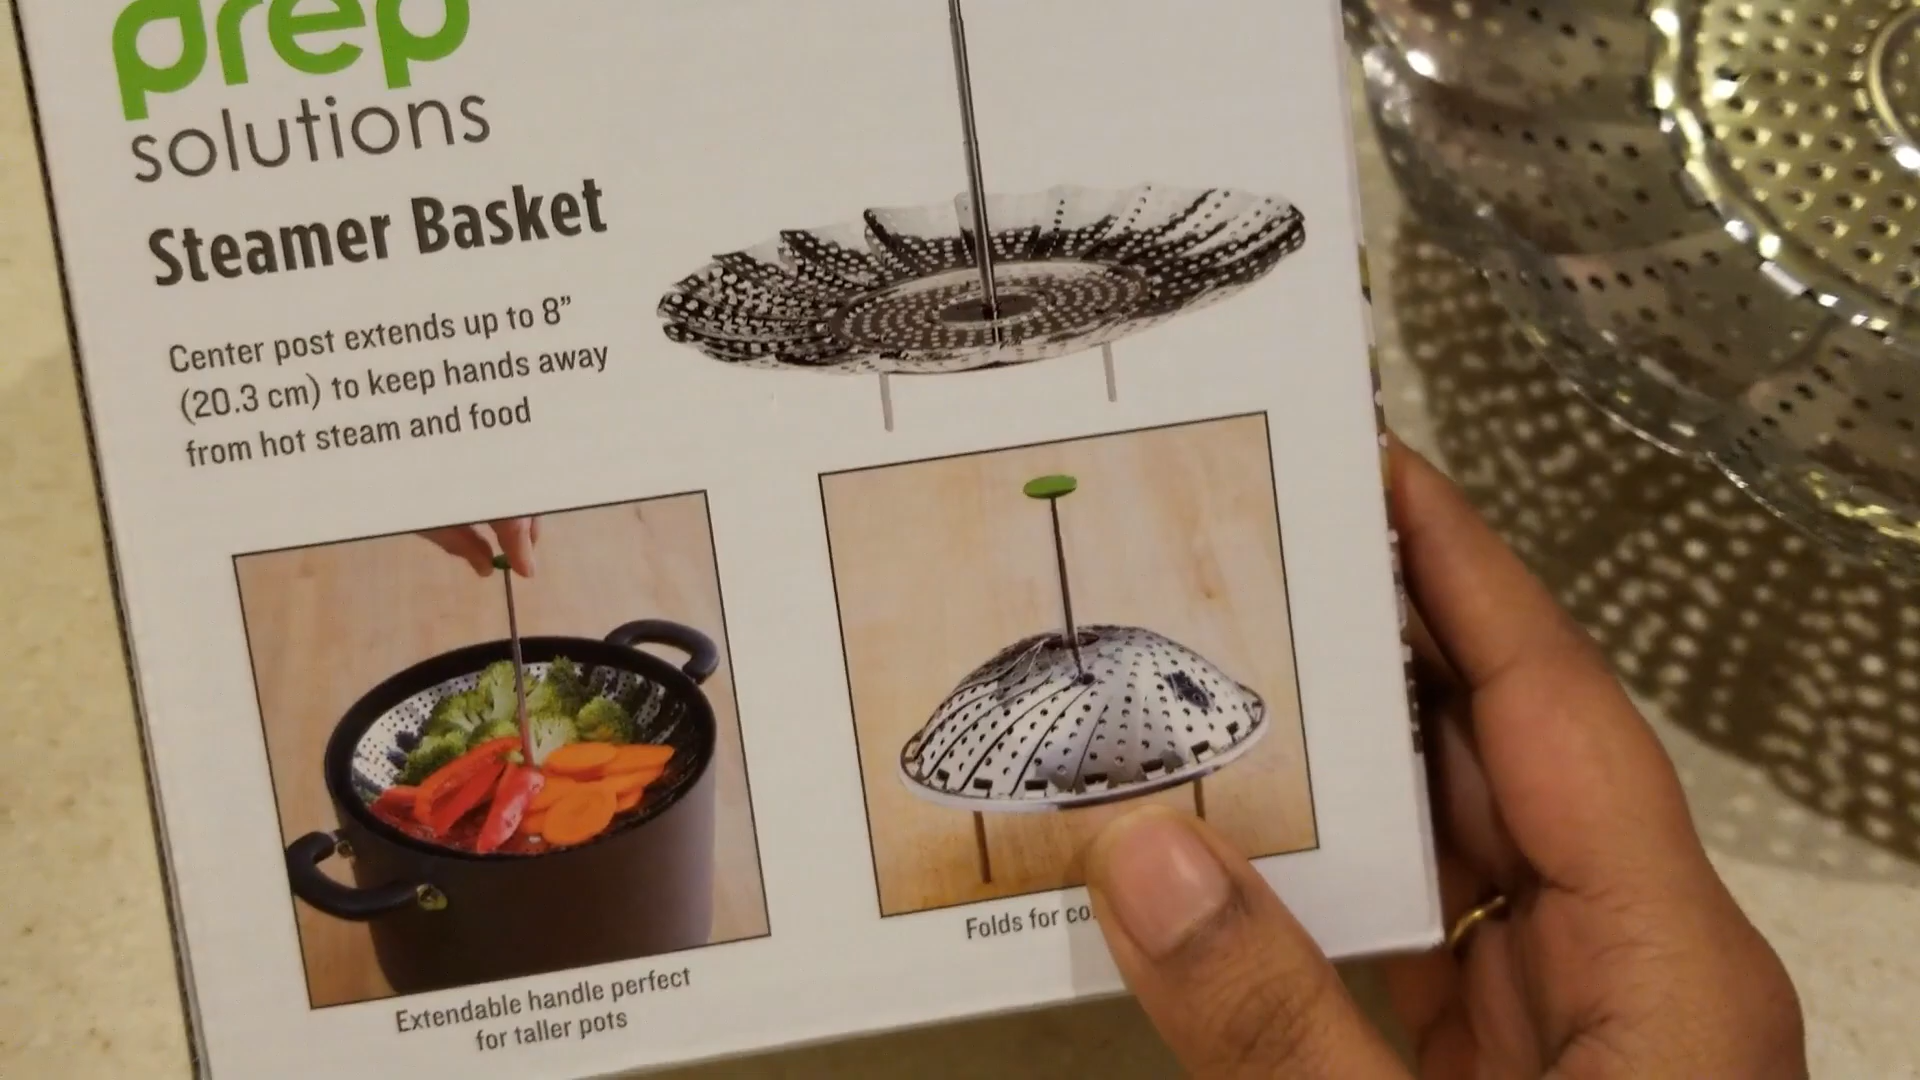 prep
solutions
Steamer Basket
Center post extends up to 8”
(20.3 cm) to keep hands away
from hot steam and food
Folds for
Extendable handle perfect
for taller pots